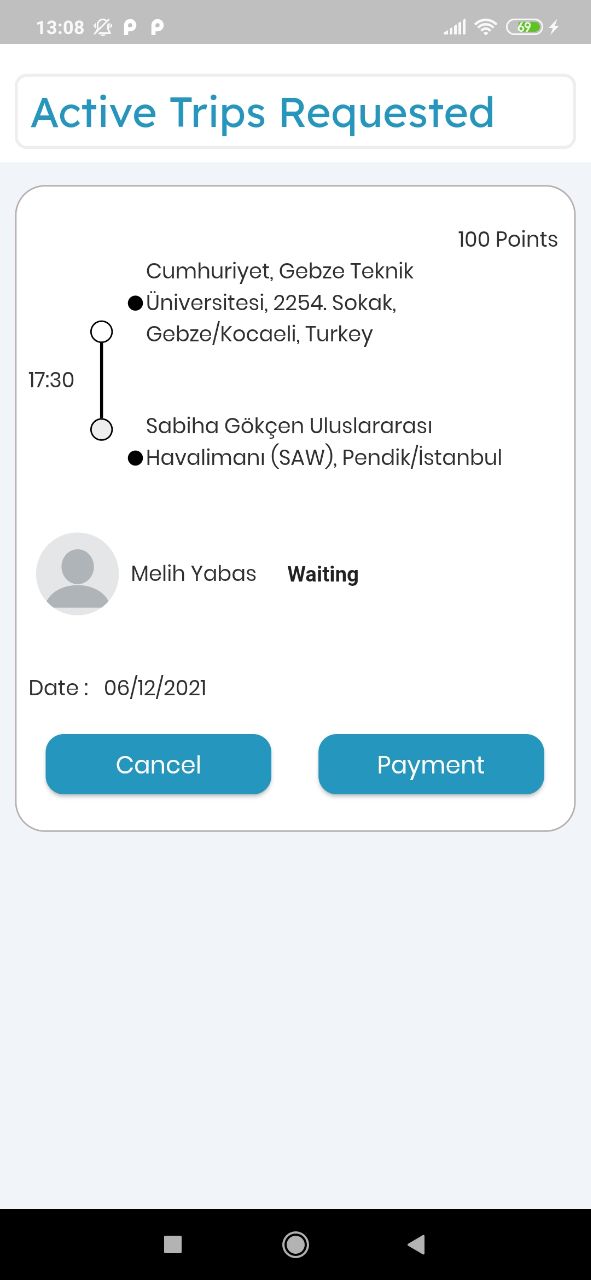 13:08
69
Active Trips Requested
100 Points
Cumhuriyet, Gebze Teknik
Üniversitesi, 2254. Sokak,
Gebze/Kocaeli, Turkey
17:30
Sabiha Gökçen Uluslararası
Havalimanı (SAW), Pendik/İstanbul
Melih Yabas Waiting
Date : 06/12/2021
Cancel Payment